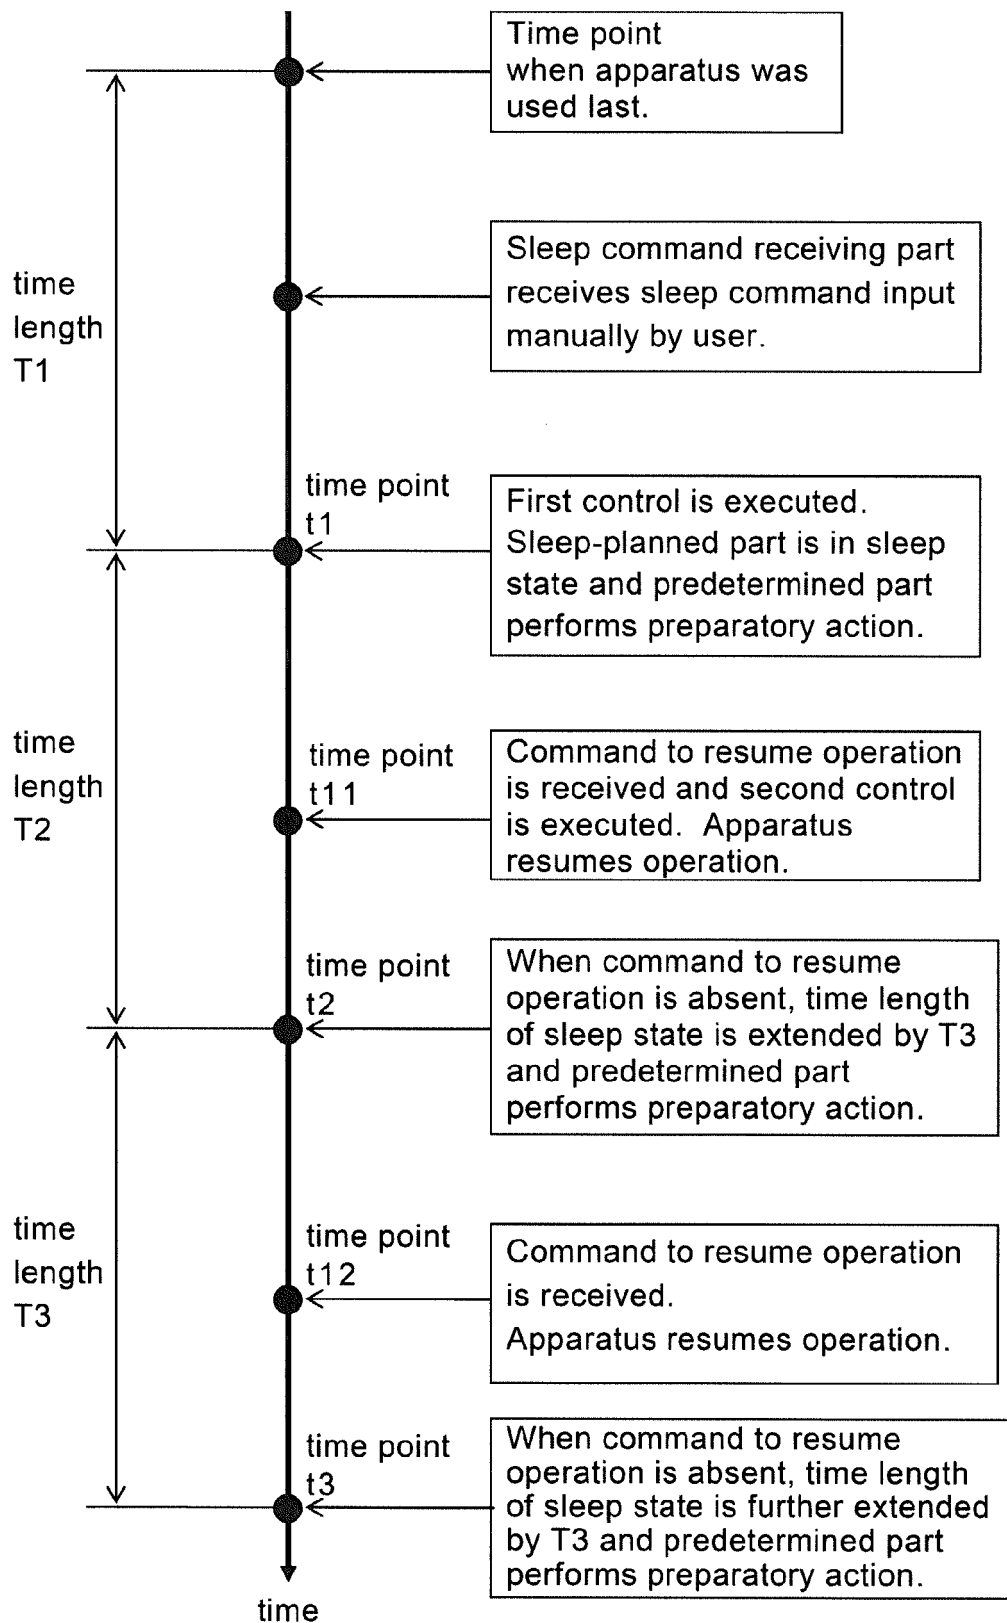 Time point
when apparatus was
used last.
Sleep command receiving part
receives sleep command input
manually by user.
time
length
T1
time point
t1
First control is executed.
Sleep-planned part is in sleep
state and predetermined part
performs preparatory action.
time
length
T2
time point
t11
Command to resume operation
is received and second control
is executed.  Apparatus
resumes operation.
time point
t2
When command to resume
operation is absent, time length
of sleep state is extended by T3
and predetermined part
performs preparatory action.
time
length
T3
time point
t12
Command to resume operation
is received.
Apparatus resumes operation.
time point
t3
When command to resume
operation is absent, time length
of sleep state is further extended
by T3 and predetermined part
performs preparatory action.
time